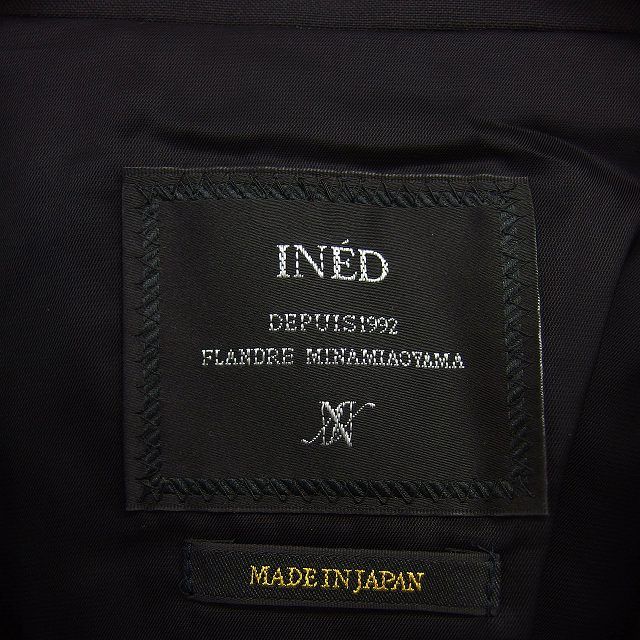 INÉD
DEPUIS1992
FLANDRE MINAMIAOYAMA
MADE IN JAPAN